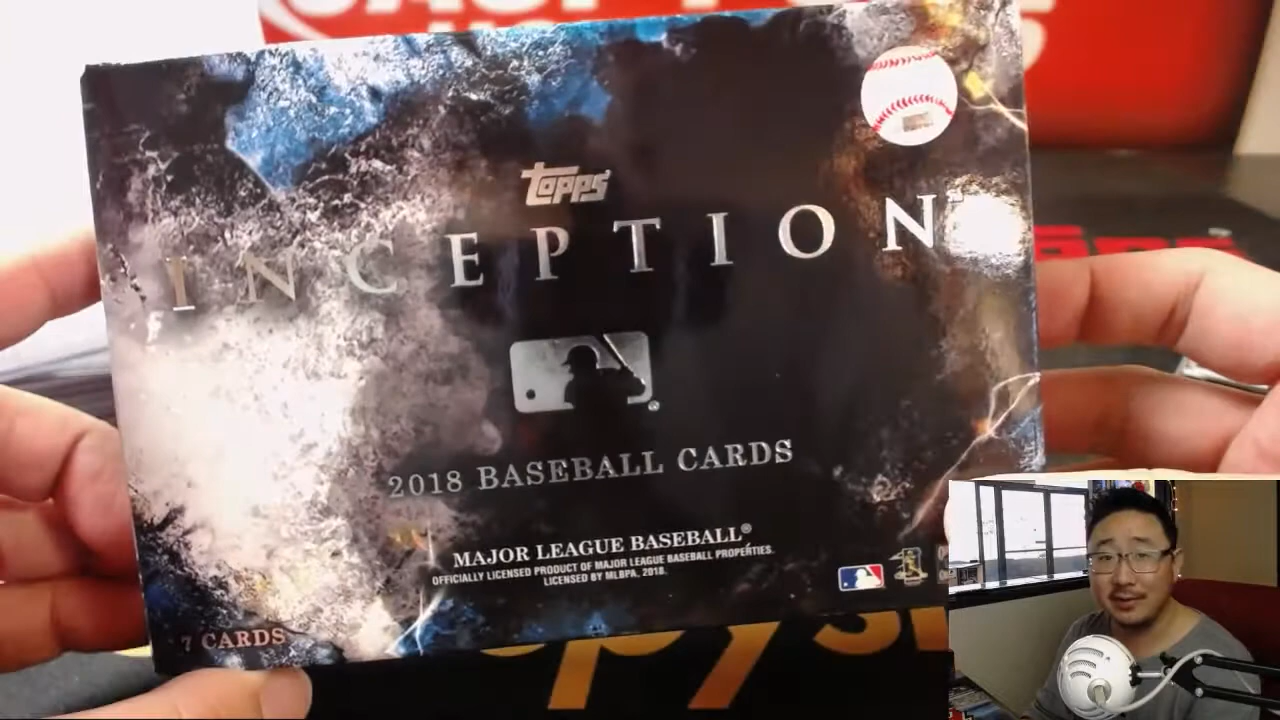 topps
INCEPTION
2018 BASEBALL CARDS
MAJOR LEAGUE BASEBALL®
OFFICIALLY LICENSED PRODUCT OF MAJOR LEAGUE BASEBALL PROPERTIES.
LICENSED BY MLBPA, 2018.
7 CARDS